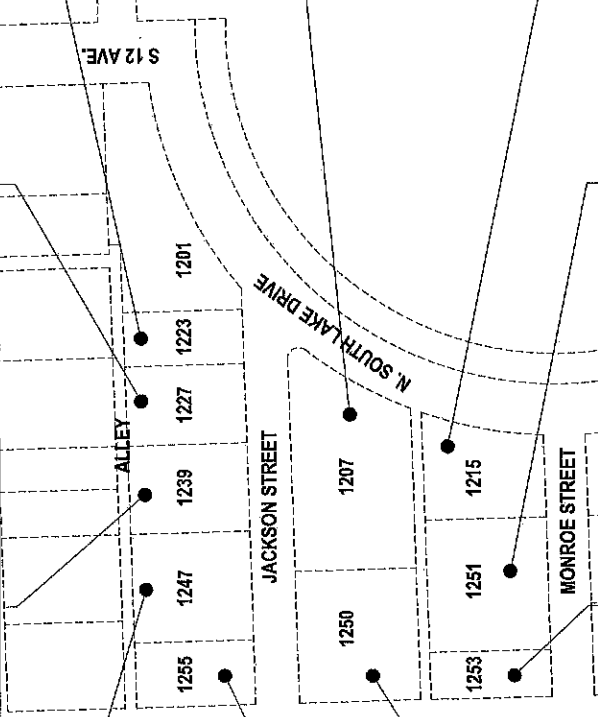 S 12 AVE.
1201
1223
1227
ALLEY
1239
1247
1255
N. SOUTH LAKE DRIVE
JACKSON STREET
1207
1250
1215
1251
1253
MONROE STREET